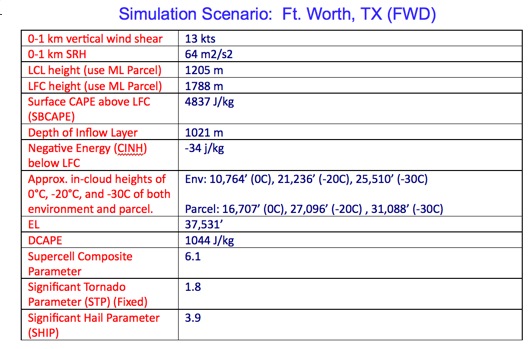 Simulation Scenario:  Ft. Worth, TX (FWD)
0-1 km vertical wind shear 13 kts
0-1 km SRH 64 m2/s2
LCL height (use ML Parcel) 1205 m
LFC height (use ML Parcel) 1788 m
Surface CAPE above LFC 4837 J/kg
(SBCAPE)
Depth of Inflow Layer 1021 m
Negative Energy (CINH) -34 j/kg
below LFC
Approx. in-cloud heights of Env: 10,764’ (0C), 21,236’ (-20C), 25,510’ (-30C)
0°C, -20°C, and -30C of both
environment and parcel. Parcel: 16,707’ (0C), 27,096’ (-20C) , 31,088’ (-30C)
EL 37,531’
DCAPE 1044 J/kg
Supercell Composite 6.1
Parameter
Significant Tornado 1.8
Parameter (STP) (Fixed)
Significant Hail Parameter 3.9
(SHIP)